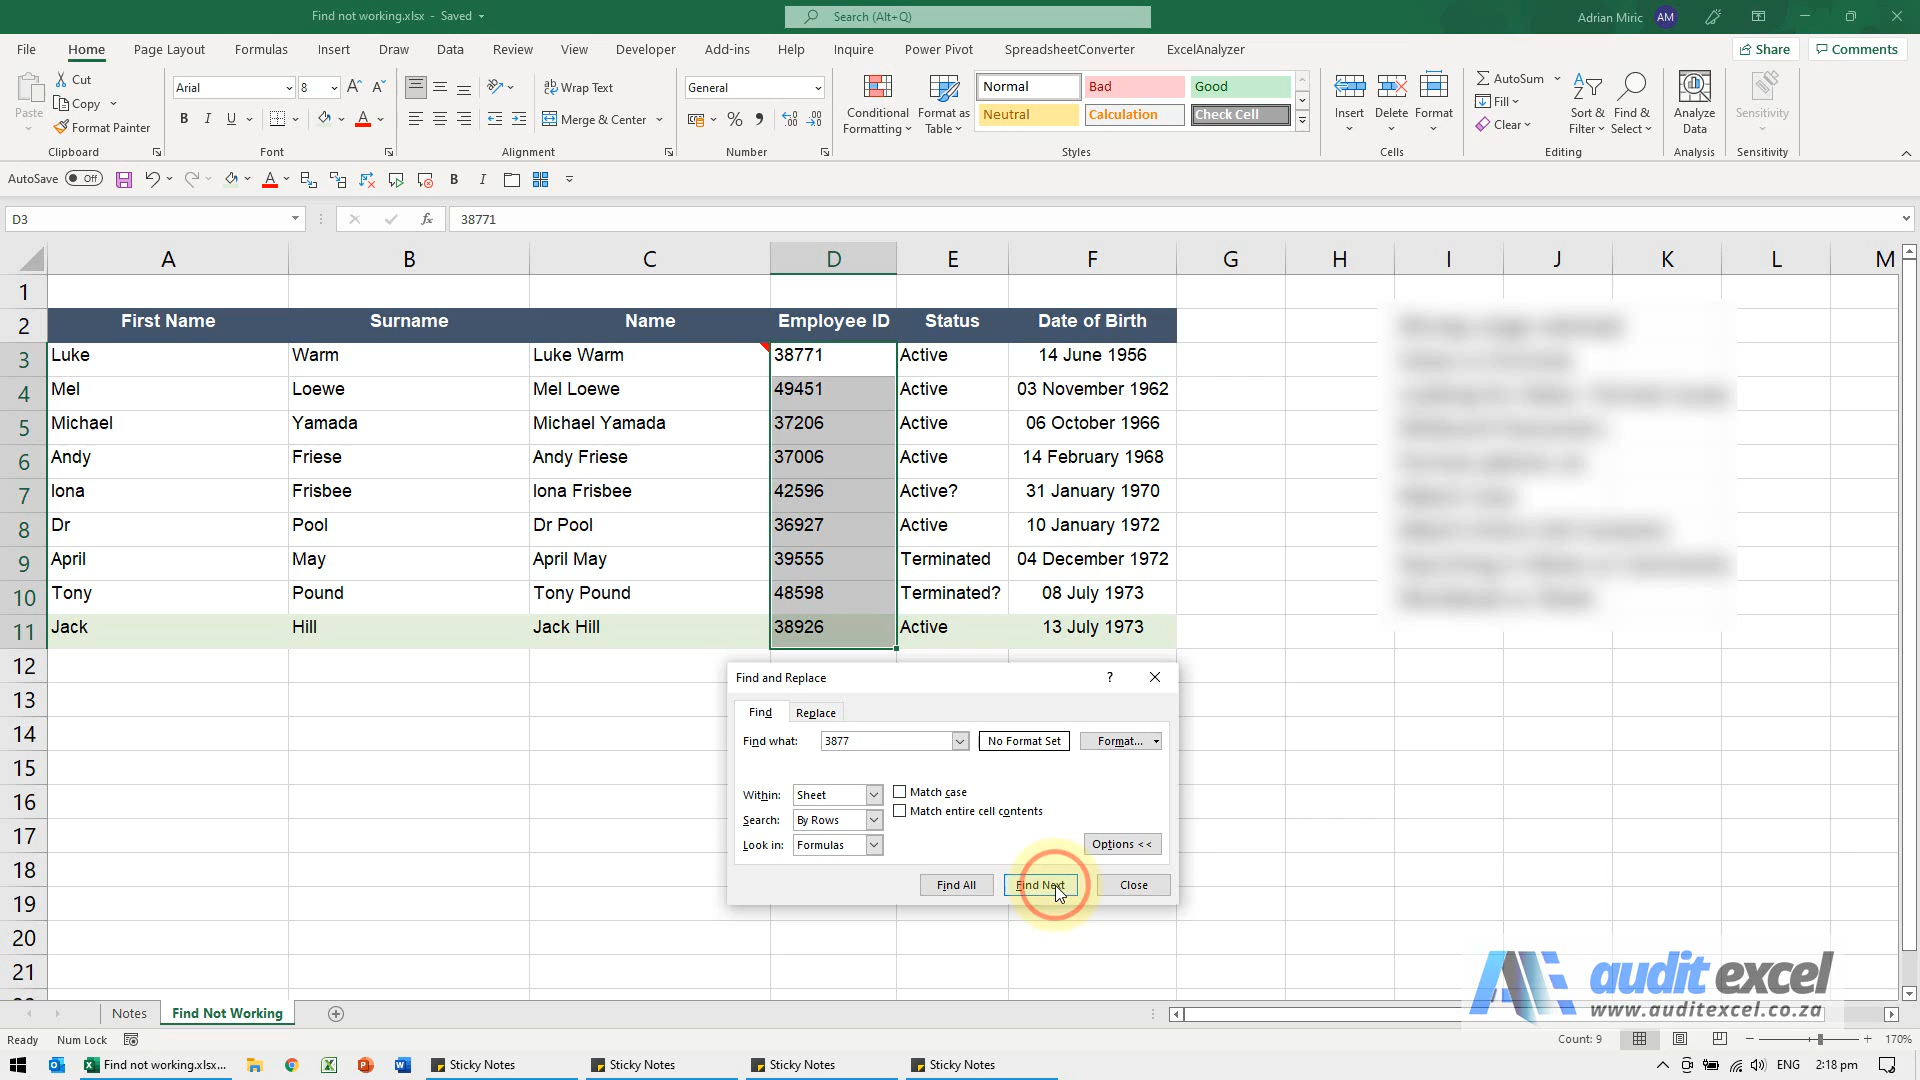 Find not working.xlsx - Saved
Search (Alt+Q)
Adrian Miric AM
File Home Page Layout Formulas Insert Draw Data Review View Developer Add-ins Help Inquire Power Pivot SpreadsheetConverter ExcelAnalyzer Share Comments
Paste
Cut
Copy
Format Painter
Clipboard
Arial 8
B I U
Font
Wrap Text
Merge & Center
Alignment
General
Number
Conditional Formatting
Format as Table
Normal Bad Good
Neutral Calculation Check Cell
Styles
Insert Delete Format
Cells
AutoSum
Fill
Clear
Sort & Filter
Find & Select
Editing
Analyze Data
Analysis
Sensitivity
Sensitivity
AutoSave Off
B I
D3 fx 38771
A B C D E F G H I J K L M
1
2 First Name Surname Name Employee ID Status Date of Birth
3 Luke Warm Luke Warm 38771 Active 14 June 1956
4 Mel Loewe Mel Loewe 49451 Active 03 November 1962
5 Michael Yamada Michael Yamada 37206 Active 06 October 1966
6 Andy Friese Andy Friese 37006 Active 14 February 1968
7 Iona Frisbee Iona Frisbee 42596 Active? 31 January 1970
8 Dr Pool Dr Pool 36927 Active 10 January 1972
9 April May April May 39555 Terminated 04 December 1972
10 Tony Pound Tony Pound 48598 Terminated? 08 July 1973
11 Jack Hill Jack Hill 38926 Active 13 July 1973
12
13
14
15
16
17
18
19
20
21
Find and Replace ?
Find Replace
Find what: 3877 No Format Set Format...
Within: Sheet Match case
Search: By Rows Match entire cell contents
Look in: Formulas Options <<
Find All Find Next Close
audit excel
www.auditexcel.co.za
Notes Find Not Working
Ready Num Lock Count: 9 170%
Find not working.xlsx... Sticky Notes Sticky Notes Sticky Notes Sticky Notes ENG 2:18 pm